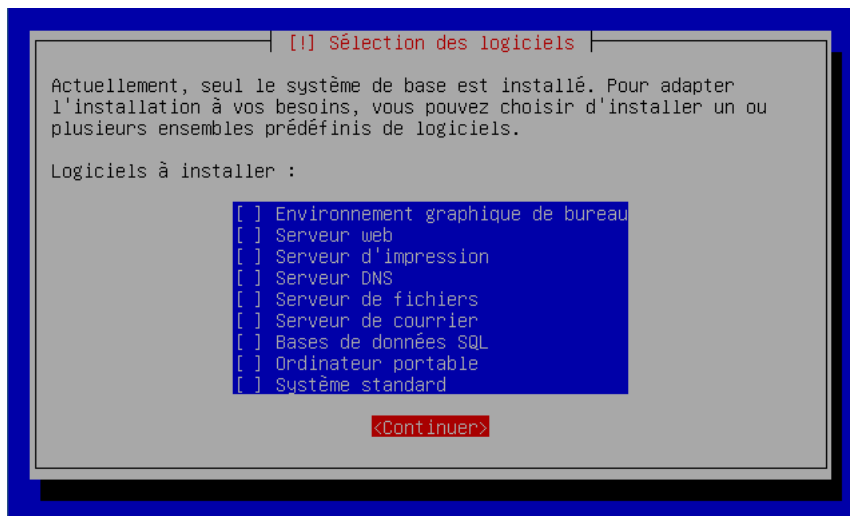 [!] Sélection des logiciels
Actuellement, seul le système de base est installé. Pour adapter
l'installation à vos besoins, vous pouvez choisir d'installer un ou
plusieurs ensembles prédéfinis de logiciels.
Logiciels à installer :
[ ] Environnement graphique de bureau
[ ] Serveur web
[ ] Serveur d'impression
[ ] Serveur DNS
[ ] Serveur de fichiers
[ ] Serveur de courrier
[ ] Bases de données SQL
[ ] Ordinateur portable
[ ] Système standard
<Continuer>